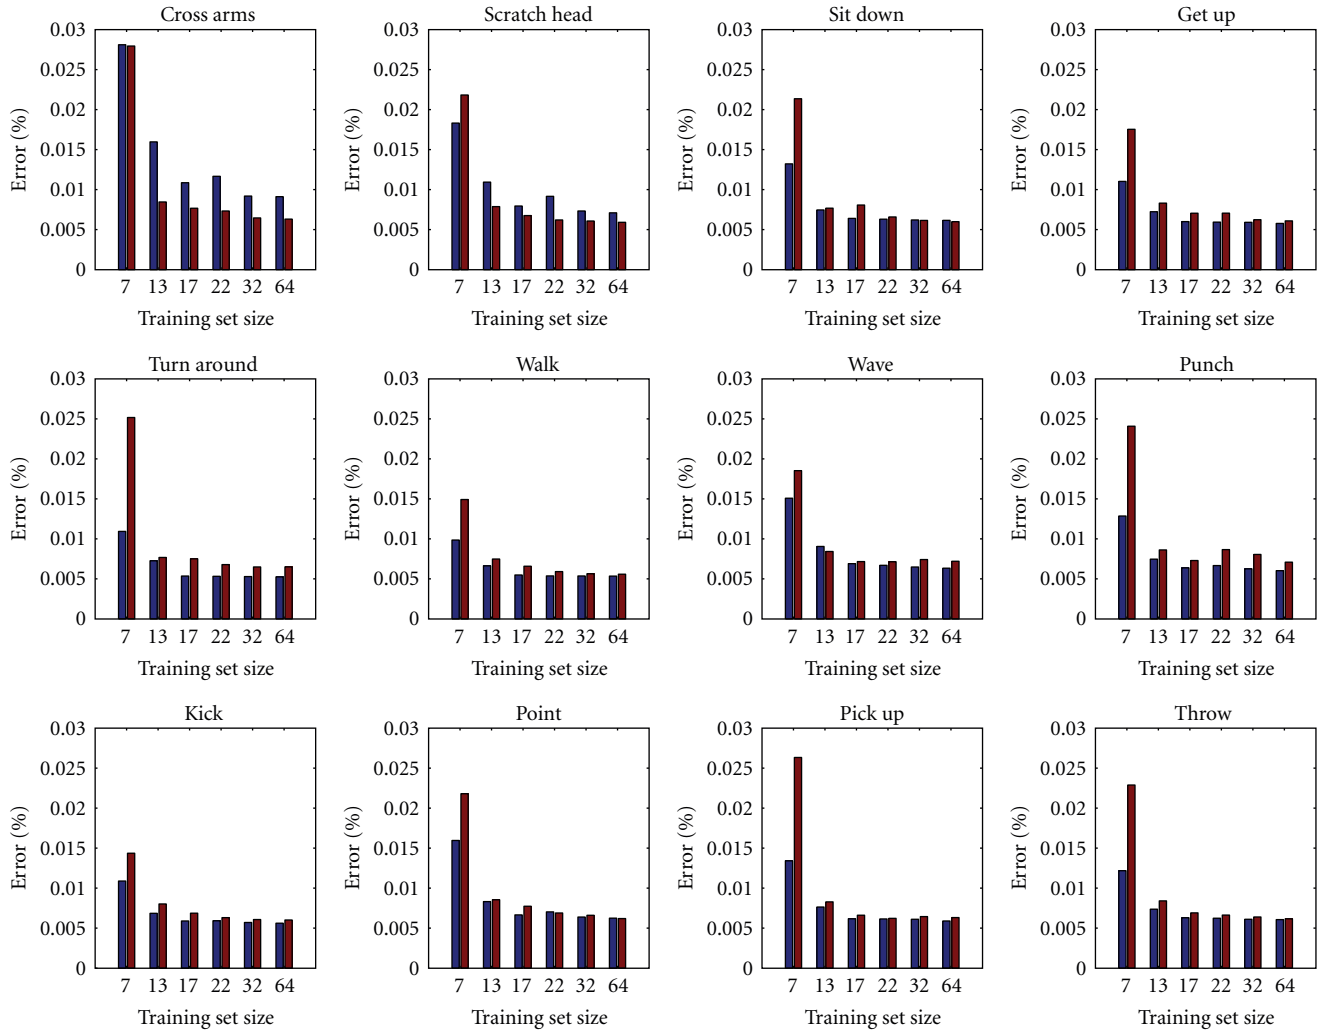 Cross arms
Error (%)
0.03
0.025
0.02
0.015
0.01
0.005
0
7 13 17 22 32 64
Training set size
Scratch head
Error (%)
0.03
0.025
0.02
0.015
0.01
0.005
0
7 13 17 22 32 64
Training set size
Sit down
Error (%)
0.03
0.025
0.02
0.015
0.01
0.005
0
7 13 17 22 32 64
Training set size
Get up
Error (%)
0.03
0.025
0.02
0.015
0.01
0.005
0
7 13 17 22 32 64
Training set size
Turn around
Error (%)
0.03
0.025
0.02
0.015
0.01
0.005
0
7 13 17 22 32 64
Training set size
Walk
Error (%)
0.03
0.025
0.02
0.015
0.01
0.005
0
7 13 17 22 32 64
Training set size
Wave
Error (%)
0.03
0.025
0.02
0.015
0.01
0.005
0
7 13 17 22 32 64
Training set size
Punch
Error (%)
0.03
0.025
0.02
0.015
0.01
0.005
0
7 13 17 22 32 64
Training set size
Kick
Error (%)
0.03
0.025
0.02
0.015
0.01
0.005
0
7 13 17 22 32 64
Training set size
Point
Error (%)
0.03
0.025
0.02
0.015
0.01
0.005
0
7 13 17 22 32 64
Training set size
Pick up
Error (%)
0.03
0.025
0.02
0.015
0.01
0.005
0
7 13 17 22 32 64
Training set size
Throw
Error (%)
0.03
0.025
0.02
0.015
0.01
0.005
0
7 13 17 22 32 64
Training set size